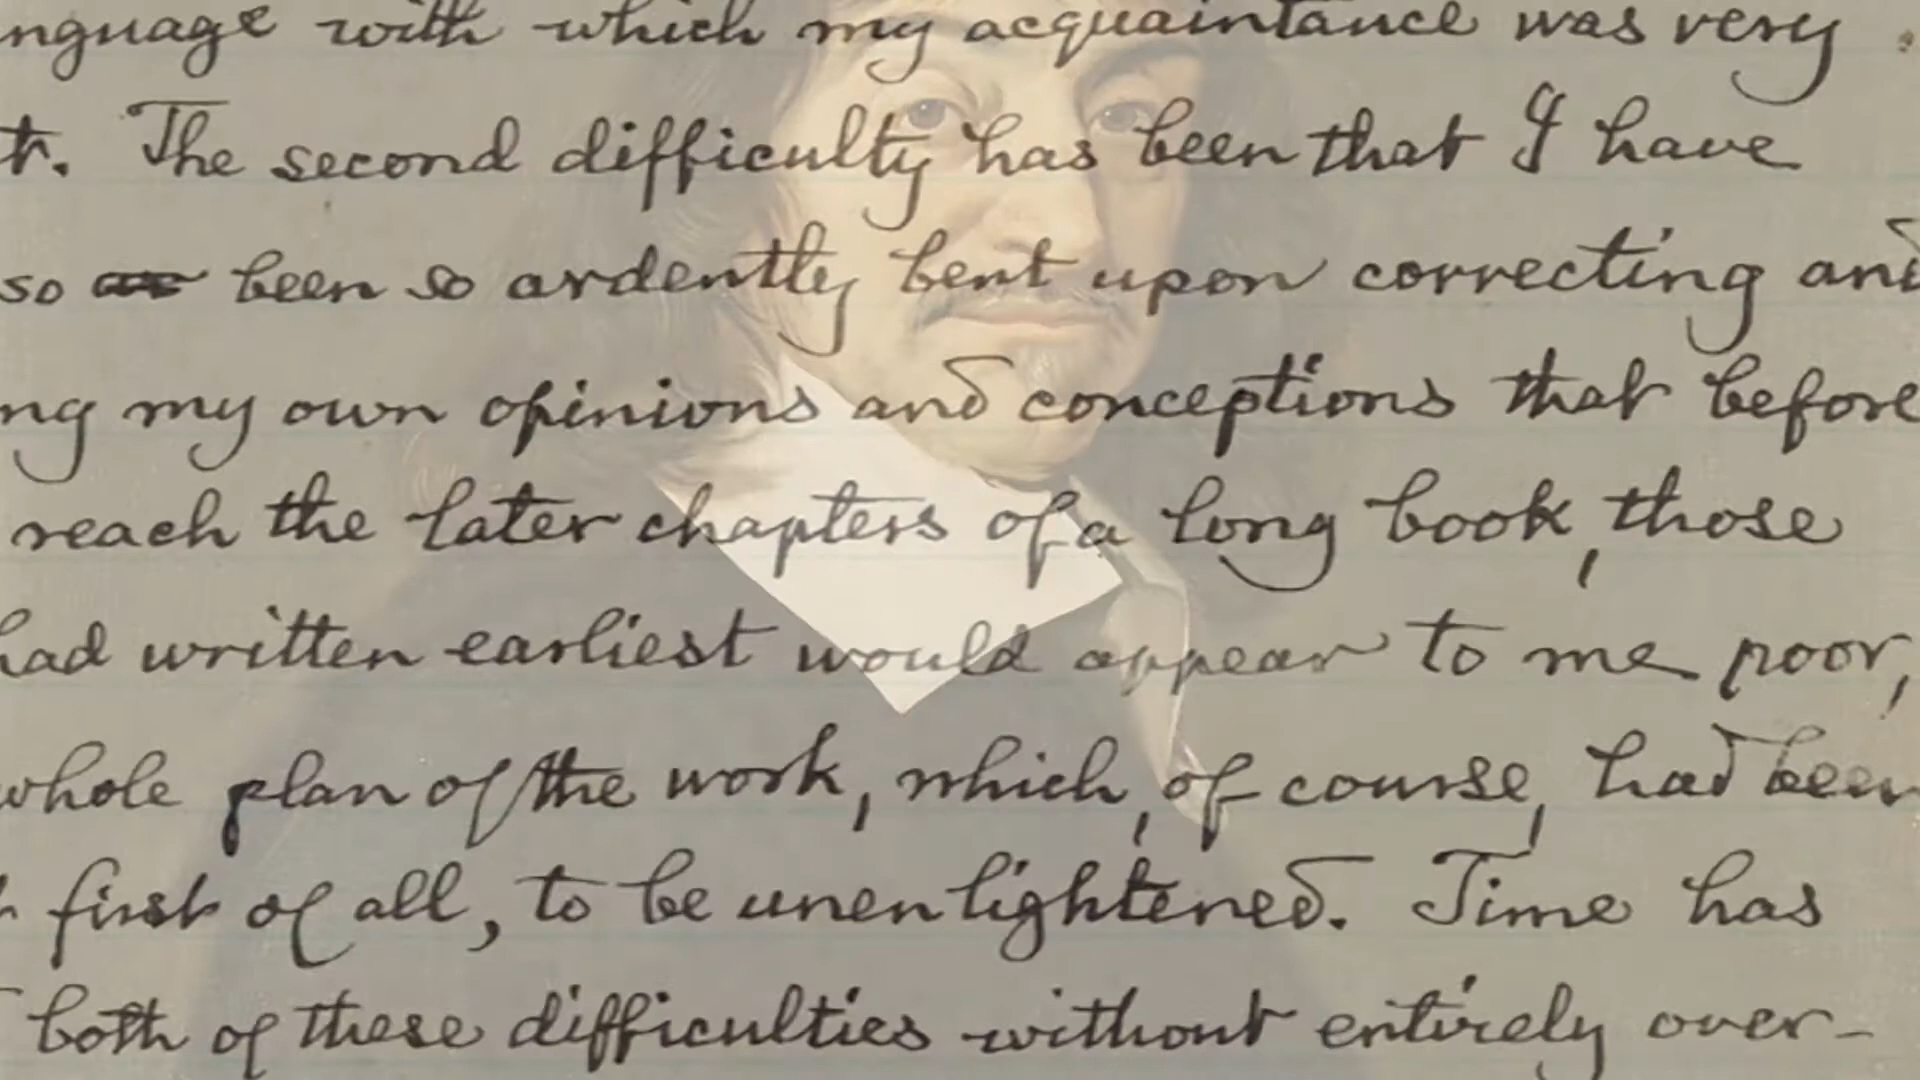 nguage with which my acquaintance was very
t. The second difficulty has been that I have
so been so ardently bent upon correcting and
ng my own opinions and conceptions that before
reach the later chapters of a long book, those
had written earliest would appear to me poor,
whole plan of the work, which, of course, had been
first of all, to be unenlightened. Time has
both of these difficulties without entirely over-